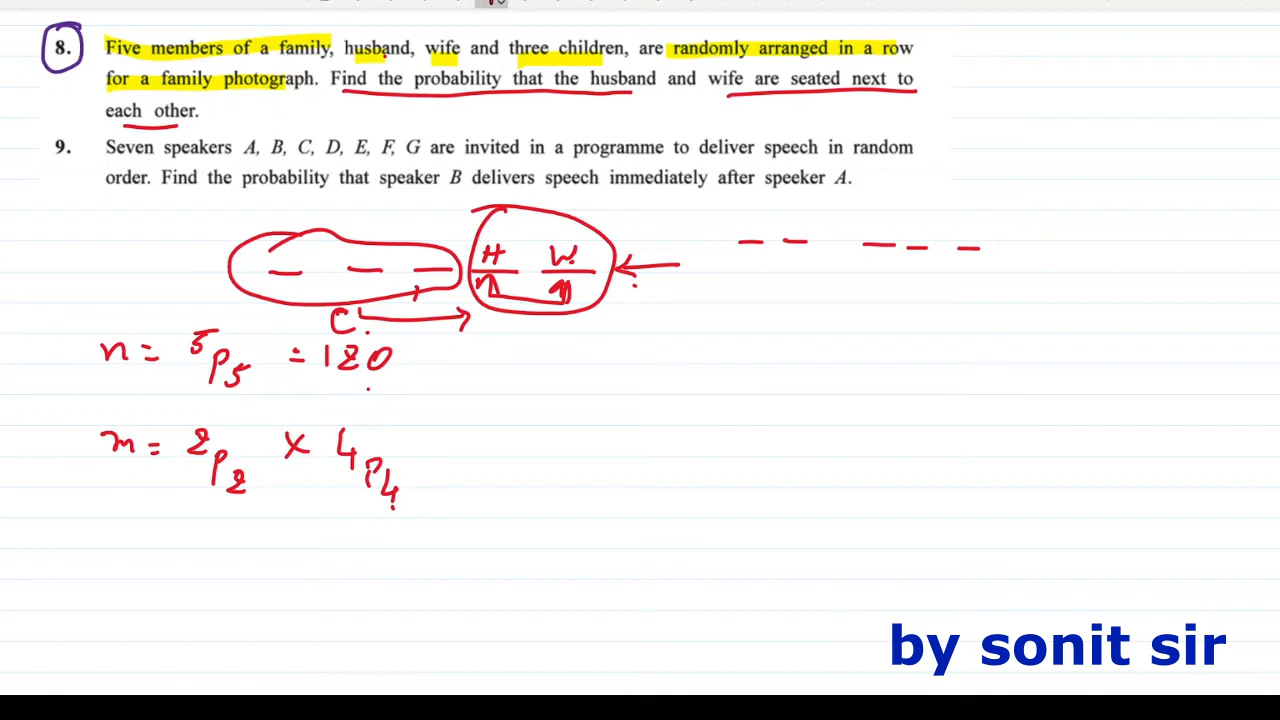 8. Five members of a family, husband, wife and three children, are randomly arranged in a row
for a family photograph. Find the probability that the husband and wife are seated next to
each other.
9. Seven speakers A, B, C, D, E, F, G are invited in a programme to deliver speech in random
order. Find the probability that speaker B delivers speech immediately after speeker A.
H W
C
n = 5P5 = 120
m = 2P2 × 4P4
by sonit sir